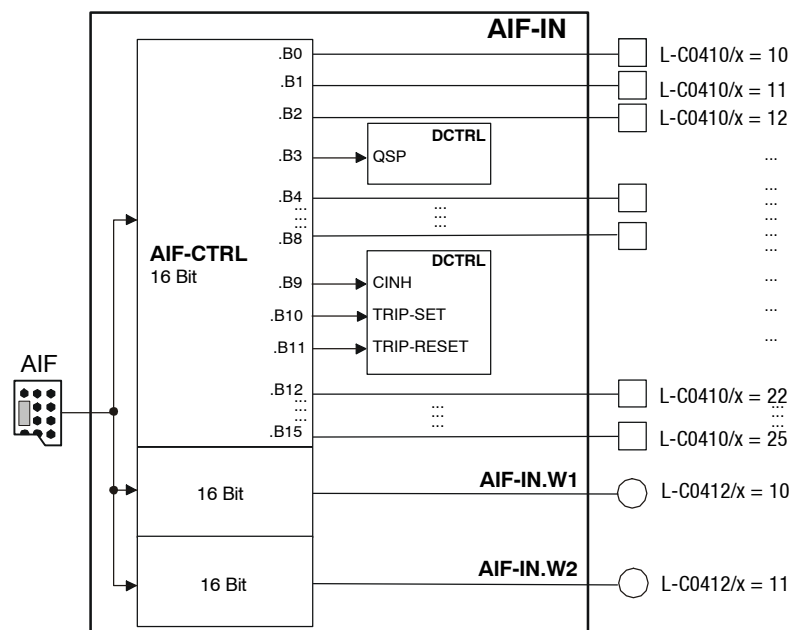 AIF-IN
.B0 L-C0410/x = 10
.B1 L-C0410/x = 11
.B2 L-C0410/x = 12
DCTRL
.B3 QSP ...
.B4 ...
... ... ...
... ... ...
... ... ...
.B8 ...
AIF-CTRL
16 Bit
DCTRL
...
.B9 CINH ...
.B10 TRIP-SET ...
.B11 TRIP-RESET ...
AIF
.B12 L-C0410/x = 22
... ... ...
... ... ...
... ... ...
.B15 L-C0410/x = 25
AIF-IN.W1
16 Bit L-C0412/x = 10
AIF-IN.W2
16 Bit L-C0412/x = 11